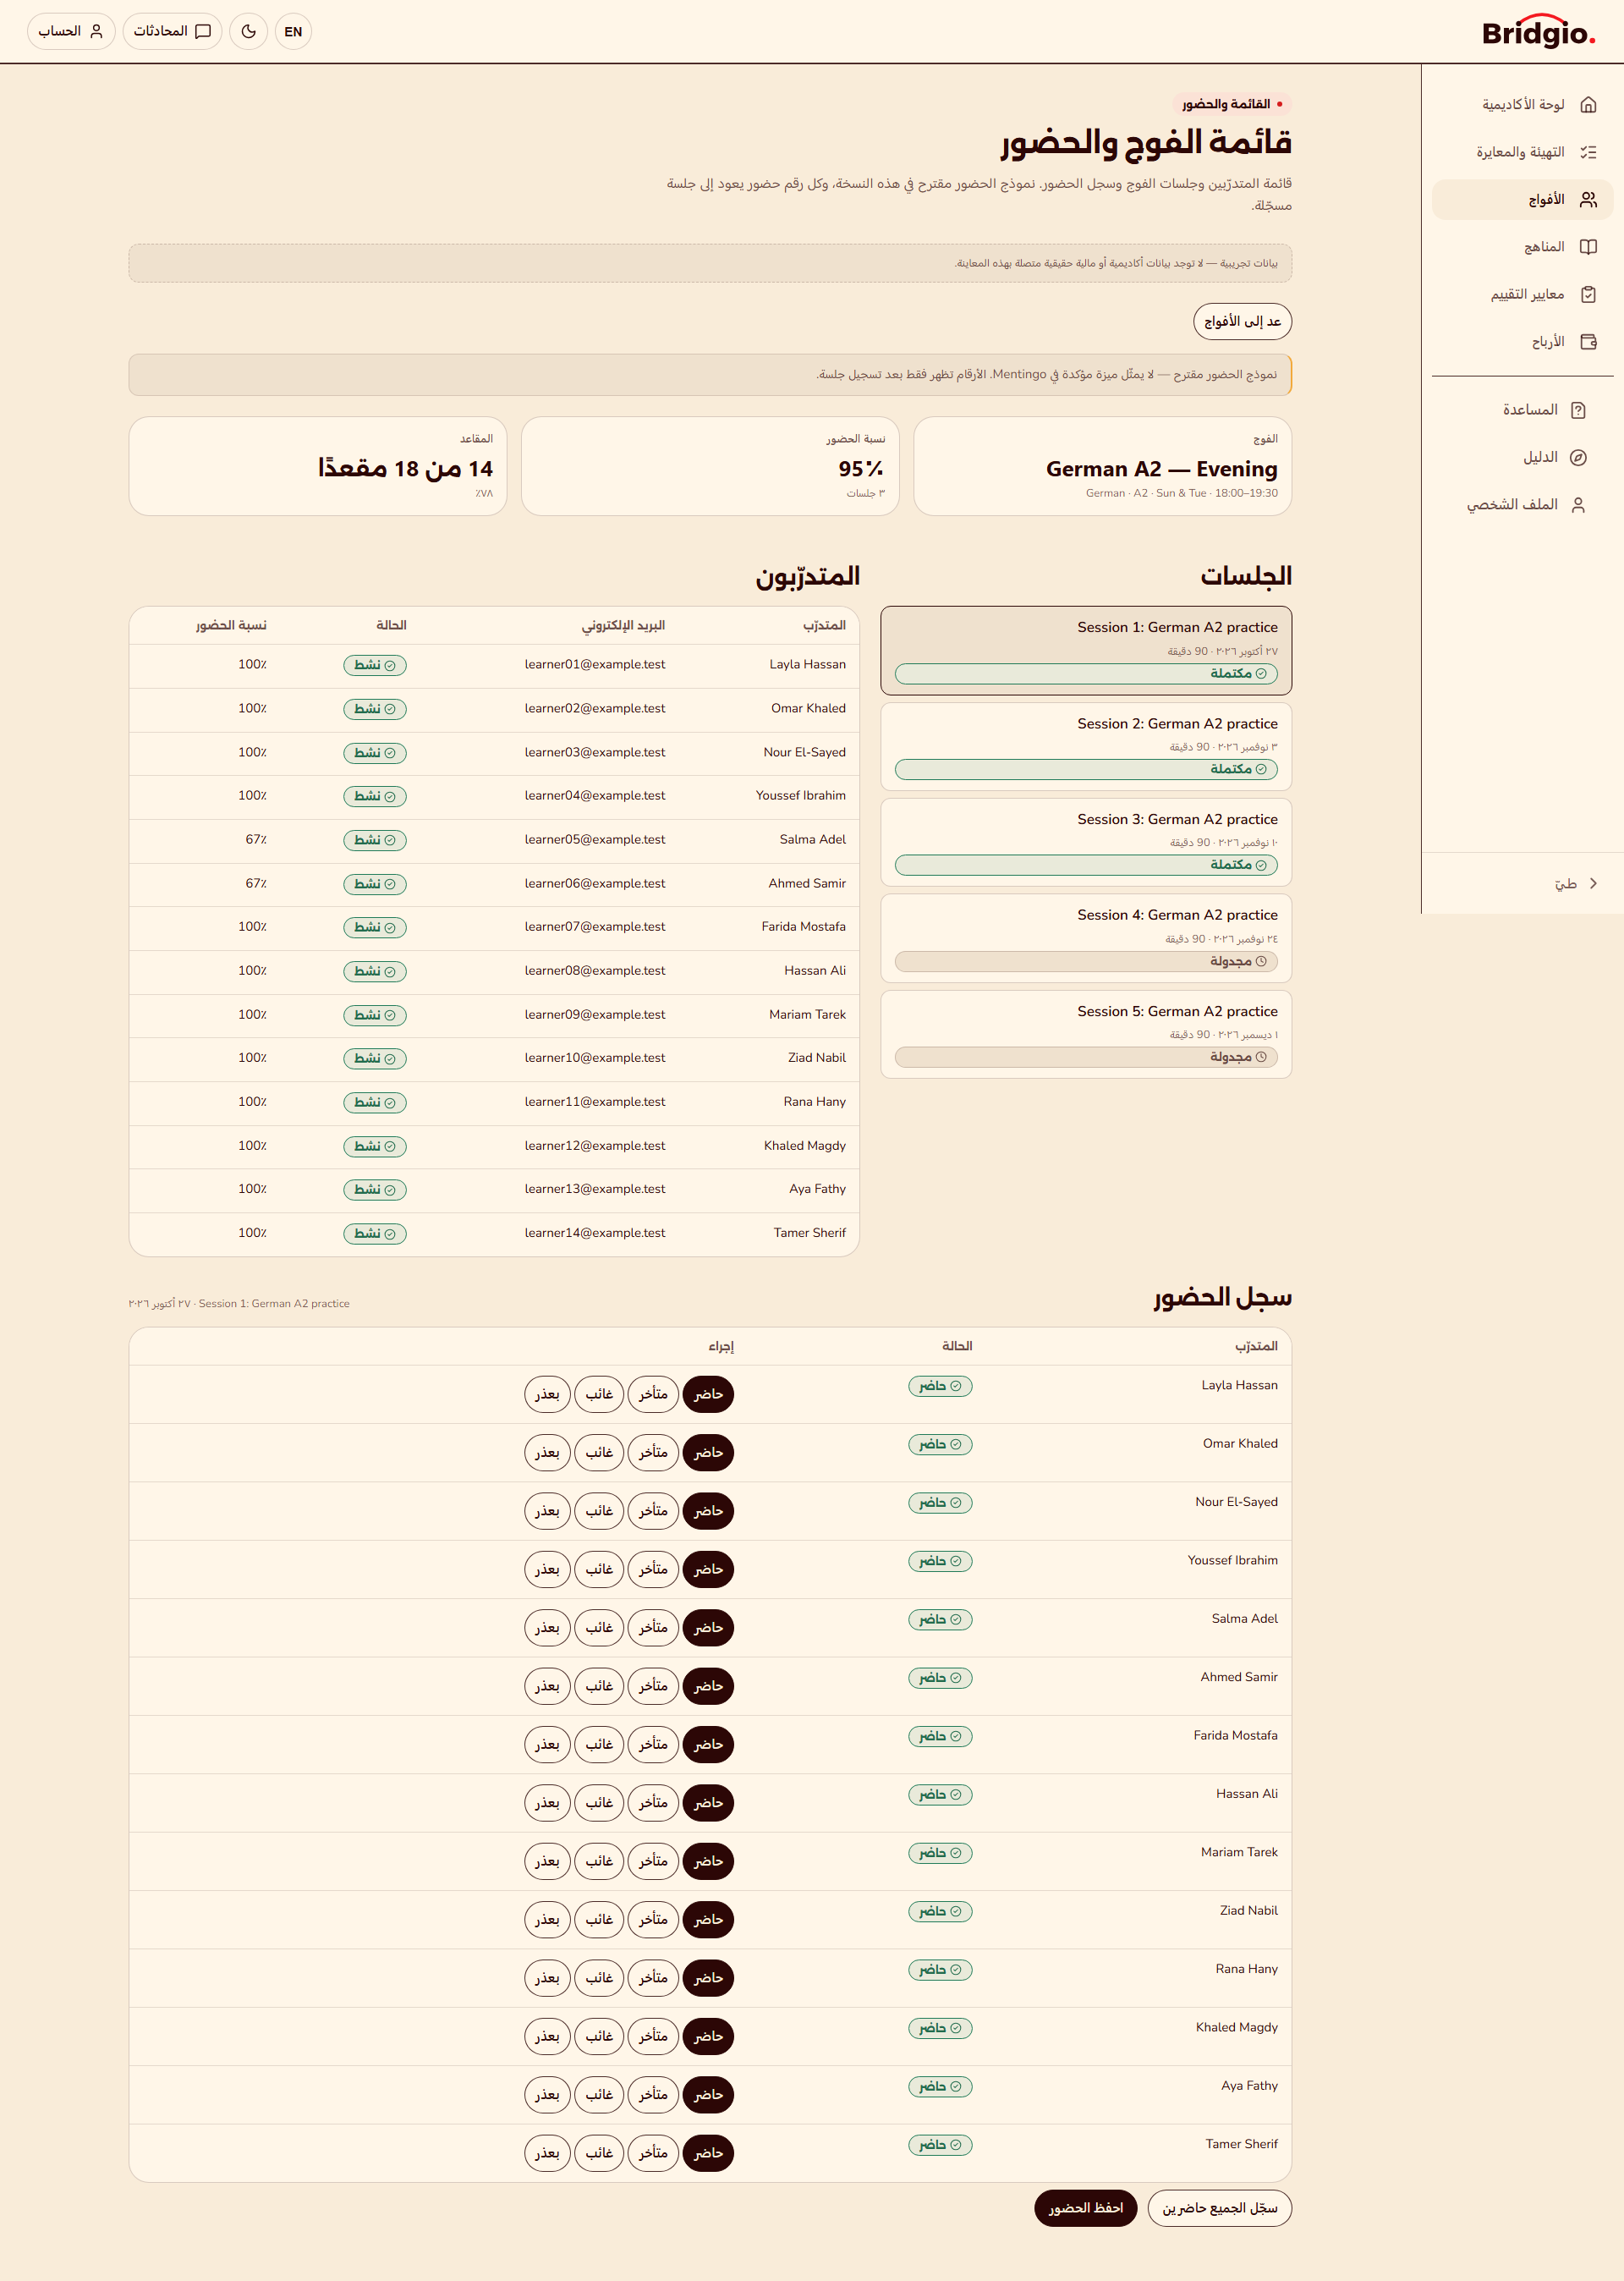 Bridgio.
EN
المحادثات
الحساب
لوحة الأكاديمية
التهيئة والمعايرة
الأفواج
المناهج
معايير التقييم
الأرباح
المساعدة
الدليل
الملف الشخصي
طيّ
القائمة والحضور
قائمة الفوج والحضور
قائمة المتدرّبين وجلسات الفوج وسجل الحضور. نموذج الحضور مقترح في هذه النسخة، وكل رقم حضور يعود إلى جلسة
مسجّلة.
بيانات تجريبية — لا توجد بيانات أكاديمية أو مالية حقيقية متصلة بهذه المعاينة.
عد إلى الأفواج
نموذج الحضور مقترح — لا يمثّل ميزة مؤكدة في Mentingo. الأرقام تظهر فقط بعد تسجيل جلسة.
الفوج
German A2 — Evening
German · A2 · Sun & Tue · 18:00–19:30
نسبة الحضور
95٪
٣ جلسات
المقاعد
14 من 18 مقعدًا
٧٨٪
الجلسات
Session 1: German A2 practice
٢٧ أكتوبر ٢٠٢٦ · 90 دقيقة
مكتملة
Session 2: German A2 practice
٣ نوفمبر ٢٠٢٦ · 90 دقيقة
مكتملة
Session 3: German A2 practice
١٠ نوفمبر ٢٠٢٦ · 90 دقيقة
مكتملة
Session 4: German A2 practice
٢٤ نوفمبر ٢٠٢٦ · 90 دقيقة
مجدولة
Session 5: German A2 practice
١ ديسمبر ٢٠٢٦ · 90 دقيقة
مجدولة
المتدرّبون
المتدرّب البريد الإلكتروني الحالة نسبة الحضور
Layla Hassan learner01@example.test نشط 100٪
Omar Khaled learner02@example.test نشط 100٪
Nour El-Sayed learner03@example.test نشط 100٪
Youssef Ibrahim learner04@example.test نشط 100٪
Salma Adel learner05@example.test نشط 67٪
Ahmed Samir learner06@example.test نشط 67٪
Farida Mostafa learner07@example.test نشط 100٪
Hassan Ali learner08@example.test نشط 100٪
Mariam Tarek learner09@example.test نشط 100٪
Ziad Nabil learner10@example.test نشط 100٪
Rana Hany learner11@example.test نشط 100٪
Khaled Magdy learner12@example.test نشط 100٪
Aya Fathy learner13@example.test نشط 100٪
Tamer Sherif learner14@example.test نشط 100٪
سجل الحضور
Session 1: German A2 practice · ٢٧ أكتوبر ٢٠٢٦
المتدرّب الحالة إجراء
Layla Hassan حاضر حاضر متأخر غائب بعذر
Omar Khaled حاضر حاضر متأخر غائب بعذر
Nour El-Sayed حاضر حاضر متأخر غائب بعذر
Youssef Ibrahim حاضر حاضر متأخر غائب بعذر
Salma Adel حاضر حاضر متأخر غائب بعذر
Ahmed Samir حاضر حاضر متأخر غائب بعذر
Farida Mostafa حاضر حاضر متأخر غائب بعذر
Hassan Ali حاضر حاضر متأخر غائب بعذر
Mariam Tarek حاضر حاضر متأخر غائب بعذر
Ziad Nabil حاضر حاضر متأخر غائب بعذر
Rana Hany حاضر حاضر متأخر غائب بعذر
Khaled Magdy حاضر حاضر متأخر غائب بعذر
Aya Fathy حاضر حاضر متأخر غائب بعذر
Tamer Sherif حاضر حاضر متأخر غائب بعذر
سجّل الجميع حاضرين
احفظ الحضور